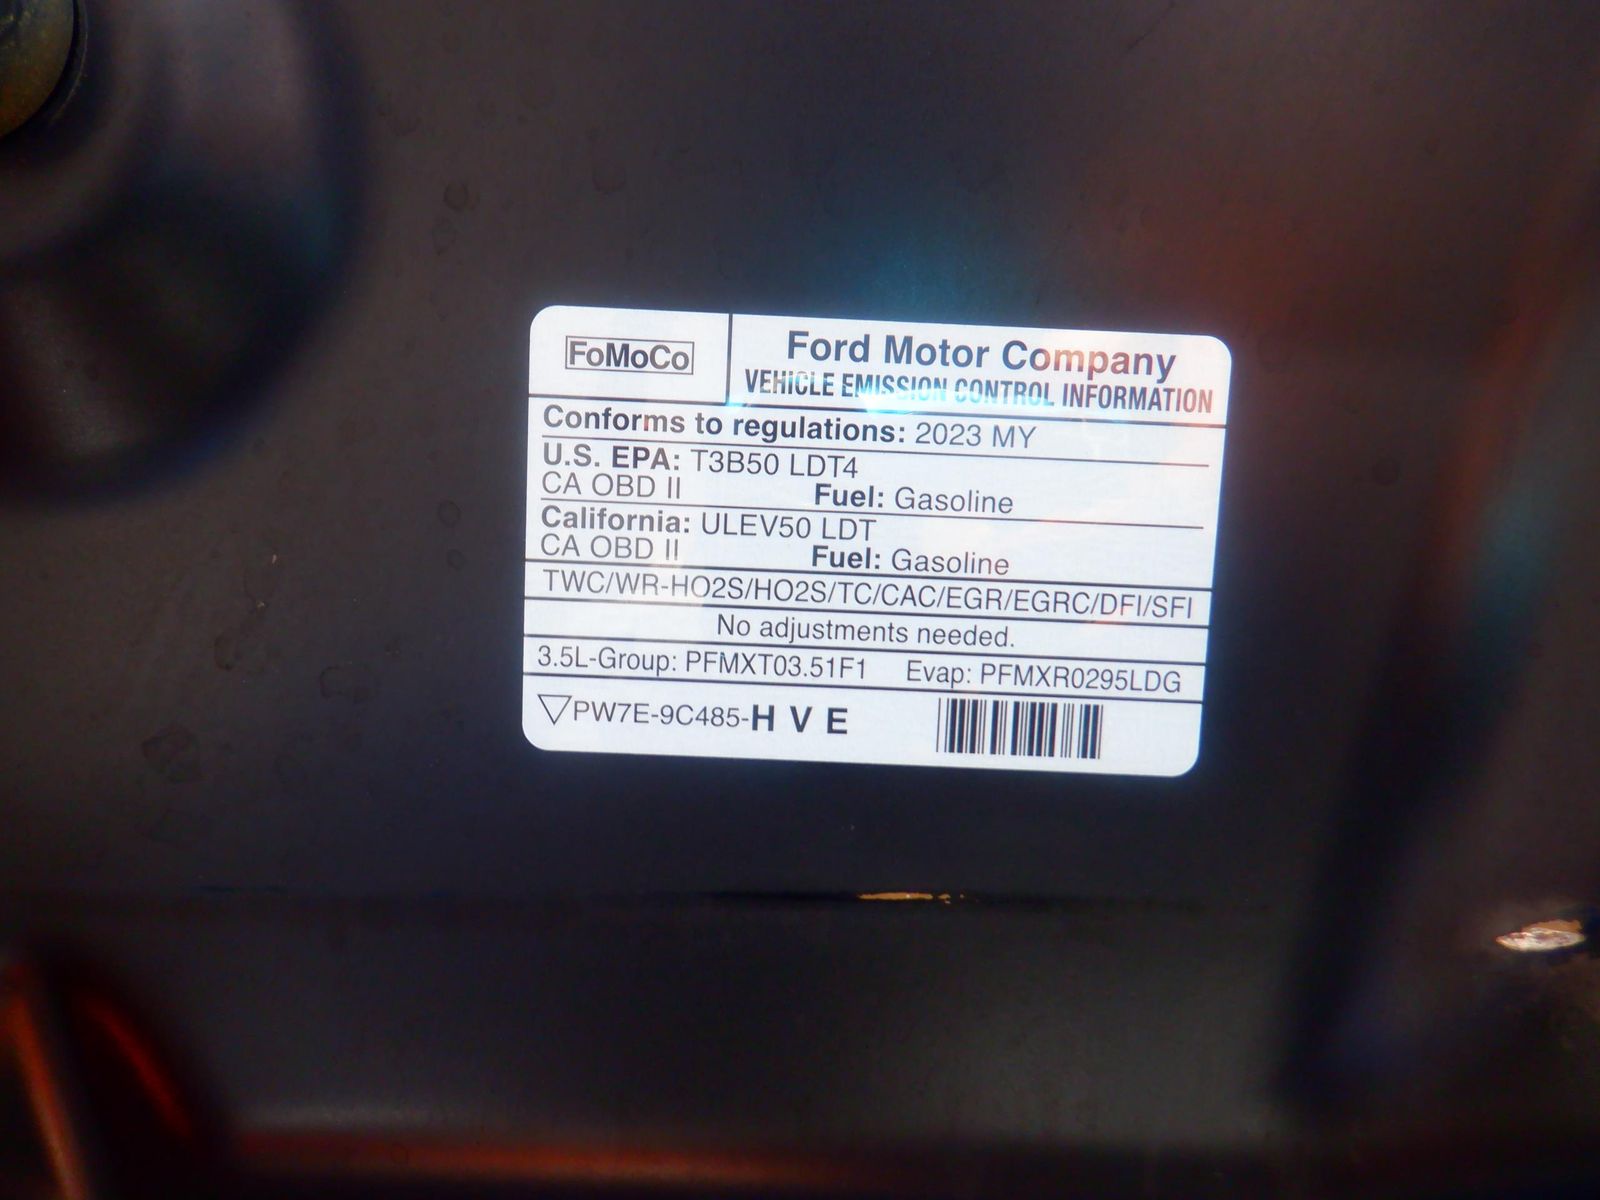 FoMoCo
Ford Motor Company
VEHICLE EMISSION CONTROL INFORMATION
Conforms to regulations: 2023 MY
U.S. EPA: T3B50 LDT4
CA OBD II Fuel: Gasoline
California: ULEV50 LDT
CA OBD II Fuel: Gasoline
TWC/WR-HO2S/HO2S/TC/CAC/EGR/EGRC/DFI/SFI
No adjustments needed.
3.5L-Group: PFMXT03.51F1 Evap: PFMXR0295LDG
PW7E-9C485-H V E